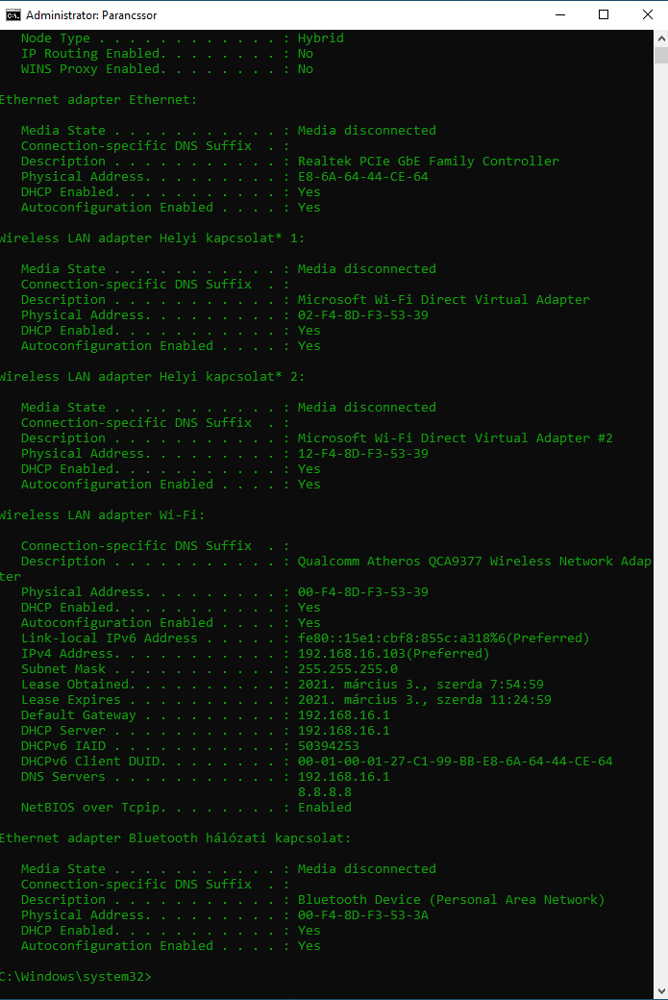 Administrator: Parancssor
Node Type . . . . . . . . . . . . : Hybrid
IP Routing Enabled. . . . . . . . : No
WINS Proxy Enabled. . . . . . . . : No
Ethernet adapter Ethernet:
Media State . . . . . . . . . . . : Media disconnected
Connection-specific DNS Suffix  . :
Description . . . . . . . . . . . : Realtek PCIe GbE Family Controller
Physical Address. . . . . . . . . : E8-6A-64-44-CE-64
DHCP Enabled. . . . . . . . . . . : Yes
Autoconfiguration Enabled . . . . : Yes
Wireless LAN adapter Helyi kapcsolat* 1:
Media State . . . . . . . . . . . : Media disconnected
Connection-specific DNS Suffix  . :
Description . . . . . . . . . . . : Microsoft Wi-Fi Direct Virtual Adapter
Physical Address. . . . . . . . . : 02-F4-8D-F3-53-39
DHCP Enabled. . . . . . . . . . . : Yes
Autoconfiguration Enabled . . . . : Yes
Wireless LAN adapter Helyi kapcsolat* 2:
Media State . . . . . . . . . . . : Media disconnected
Connection-specific DNS Suffix  . :
Description . . . . . . . . . . . : Microsoft Wi-Fi Direct Virtual Adapter #2
Physical Address. . . . . . . . . : 12-F4-8D-F3-53-39
DHCP Enabled. . . . . . . . . . . : Yes
Autoconfiguration Enabled . . . . : Yes
Wireless LAN adapter Wi-Fi:
Connection-specific DNS Suffix  . :
Description . . . . . . . . . . . : Qualcomm Atheros QCA9377 Wireless Network Adap
ter
Physical Address. . . . . . . . . : 00-F4-8D-F3-53-39
DHCP Enabled. . . . . . . . . . . : Yes
Autoconfiguration Enabled . . . . : Yes
Link-local IPv6 Address . . . . . : fe80::15e1:cbf8:855c:a318%6(Preferred)
IPv4 Address. . . . . . . . . . . : 192.168.16.103(Preferred)
Subnet Mask . . . . . . . . . . . : 255.255.255.0
Lease Obtained. . . . . . . . . . : 2021. március 3., szerda 7:54:59
Lease Expires . . . . . . . . . . : 2021. március 3., szerda 11:24:59
Default Gateway . . . . . . . . . : 192.168.16.1
DHCP Server . . . . . . . . . . . : 192.168.16.1
DHCPv6 IAID . . . . . . . . . . . : 50394253
DHCPv6 Client DUID. . . . . . . . : 00-01-00-01-27-C1-99-BB-E8-6A-64-44-CE-64
DNS Servers . . . . . . . . . . . : 192.168.16.1
8.8.8.8
NetBIOS over Tcpip. . . . . . . . : Enabled
Ethernet adapter Bluetooth hálózati kapcsolat:
Media State . . . . . . . . . . . : Media disconnected
Connection-specific DNS Suffix  . :
Description . . . . . . . . . . . : Bluetooth Device (Personal Area Network)
Physical Address. . . . . . . . . : 00-F4-8D-F3-53-3A
DHCP Enabled. . . . . . . . . . . : Yes
Autoconfiguration Enabled . . . . : Yes
C:\Windows\system32>